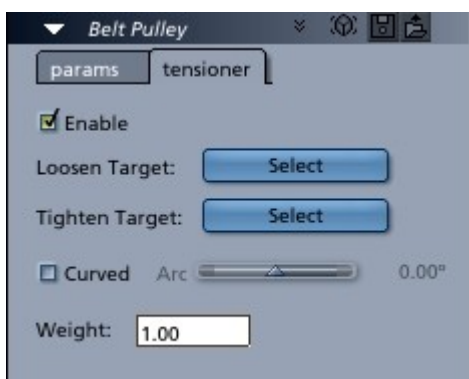 Belt Pulley
params tensioner
Enable
Loosen Target: Select
Tighten Target: Select
Curved Arc 0.00°
Weight: 1.00